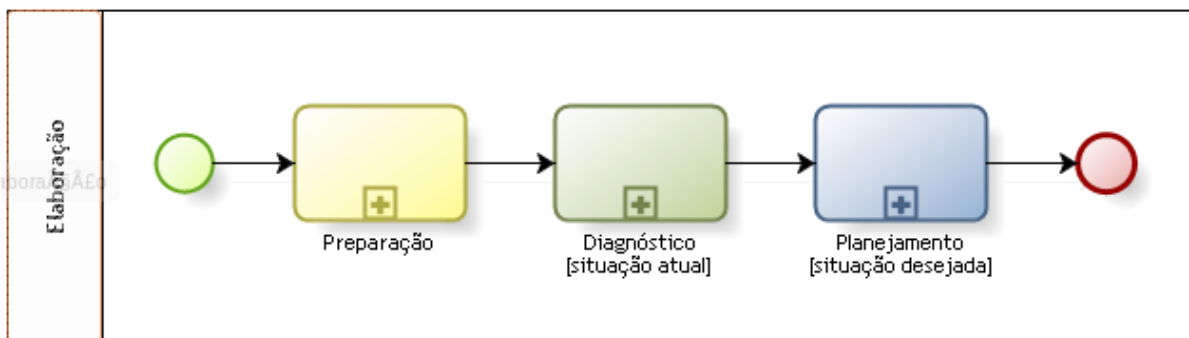 Elaboração
Preparação
Diagnóstico
[situação atual]
Planejamento
[situação desejada]